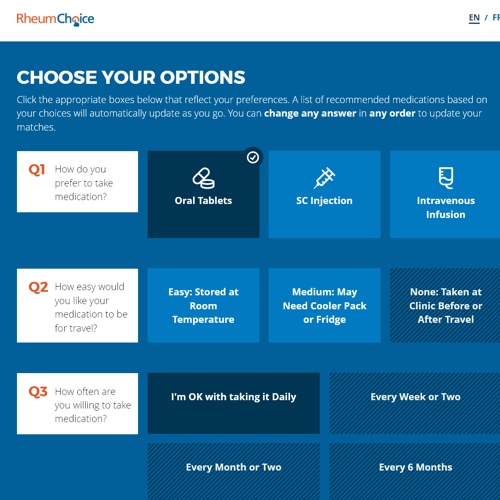 RheumChoice
EN / FR
CHOOSE YOUR OPTIONS
Click the appropriate boxes below that reflect your preferences. A list of recommended medications based on
your choices will automatically update as you go. You can change any answer in any order to update your
matches.
Q1 How do you
prefer to take
medication?
Oral Tablets
SC Injection
Intravenous
Infusion
Q2 How easy would
you like your
medication to be
for travel?
Easy: Stored at
Room
Temperature
Medium: May
Need Cooler Pack
or Fridge
None: Taken at
Clinic Before or
After Travel
Q3 How often are
you willing to take
medication?
I'm OK with taking it Daily
Every Week or Two
Every Month or Two
Every 6 Months